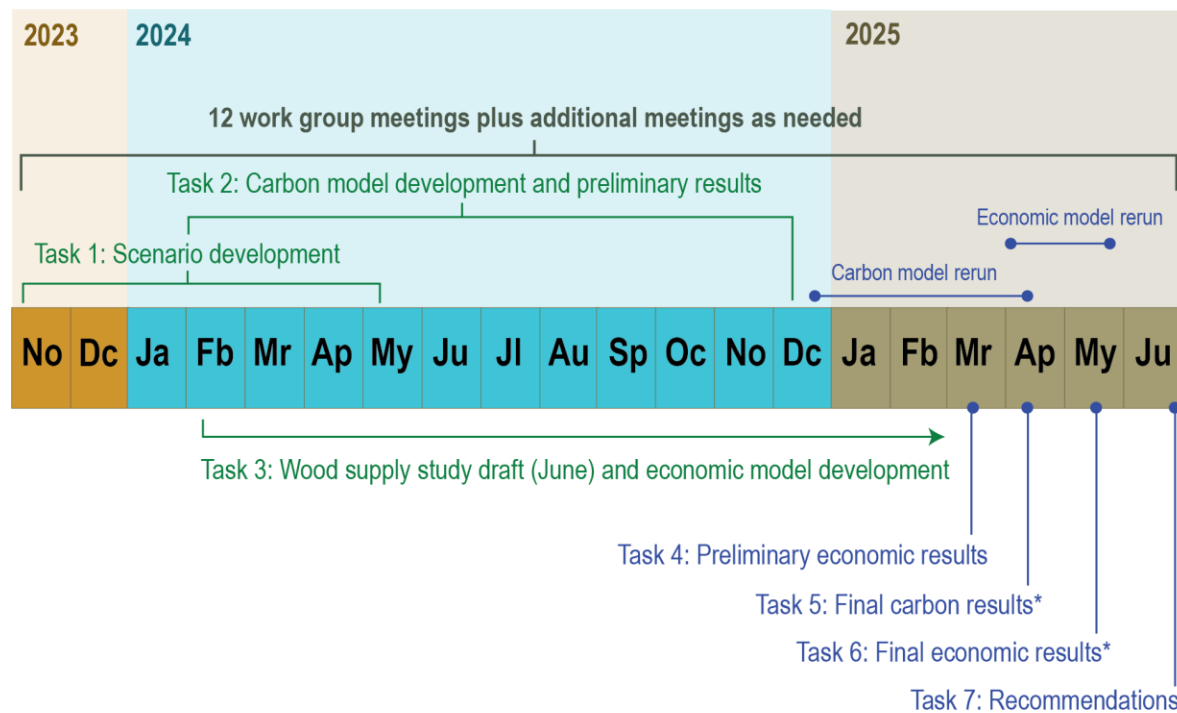 2023
2024
2025
12 work group meetings plus additional meetings as needed
Task 2: Carbon model development and preliminary results
Economic model rerun
Task 1: Scenario development
Carbon model rerun
No Dc Ja Fb Mr Ap My Ju Jl Au Sp Oc No Dc Ja Fb Mr Ap My Ju
Task 3: Wood supply study draft (June) and economic model development
Task 4: Preliminary economic results
Task 5: Final carbon results*
Task 6: Final economic results*
Task 7: Recommendations